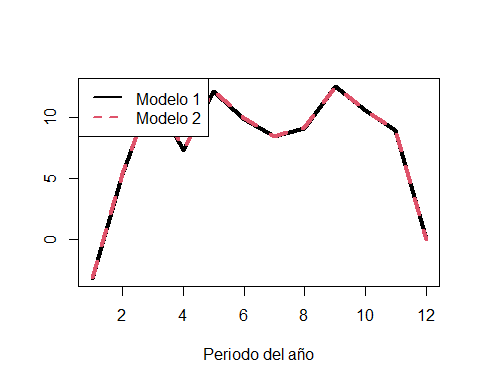 Modelo 1
Modelo 2
10
5
0
2 4 6 8 10 12
Periodo del año